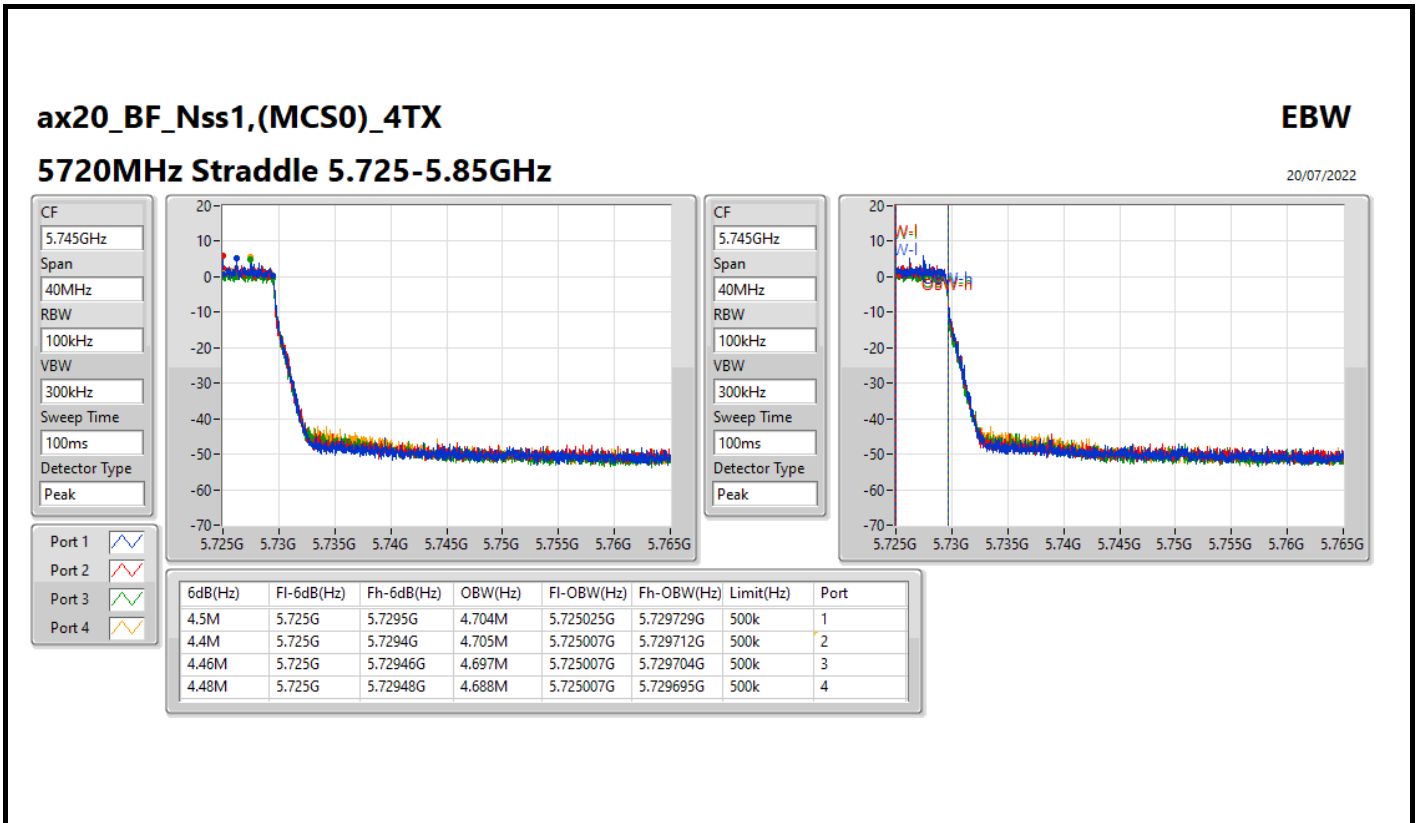 ax20_BF_Nss1,(MCS0)_4TX
EBW
5720MHz Straddle 5.725-5.85GHz
20/07/2022
CF
5.745GHz
Span
40MHz
RBW
100kHz
VBW
300kHz
Sweep Time
100ms
Detector Type
Peak
20
10
0
-10
-20
-30
-40
-50
-60
-70
5.725G 5.73G 5.735G 5.74G 5.745G 5.75G 5.755G 5.76G 5.765G
CF
5.745GHz
Span
40MHz
RBW
100kHz
VBW
300kHz
Sweep Time
100ms
Detector Type
Peak
20
10
0
-10
-20
-30
-40
-50
-60
-70
W-l
W-l
OBW-h
5.725G 5.73G 5.735G 5.74G 5.745G 5.75G 5.755G 5.76G 5.765G
Port 1
Port 2
Port 3
Port 4
6dB(Hz) Fl-6dB(Hz) Fh-6dB(Hz) OBW(Hz) Fl-OBW(Hz) Fh-OBW(Hz) Limit(Hz) Port
4.5M 5.725G 5.7295G 4.704M 5.725025G 5.729729G 500k 1
4.4M 5.725G 5.7294G 4.705M 5.725007G 5.729712G 500k 2
4.46M 5.725G 5.72946G 4.697M 5.725007G 5.729704G 500k 3
4.48M 5.725G 5.72948G 4.688M 5.725007G 5.729695G 500k 4